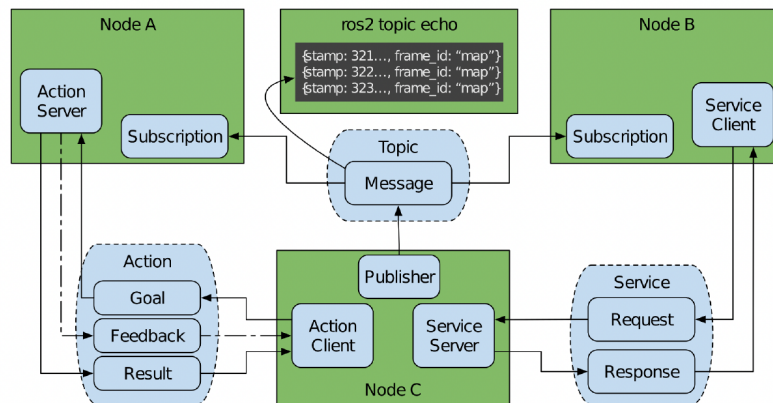 Node A
ros2 topic echo
Node B
{stamp: 321..., frame_id: “map”}
{stamp: 322..., frame_id: “map”}
{stamp: 323..., frame_id: “map”}
Action
Server
Subscription
Service
Client
Subscription
Topic
Message
Action
Goal
Feedback
Result
Publisher
Action
Client
Service
Server
Node C
Service
Request
Response